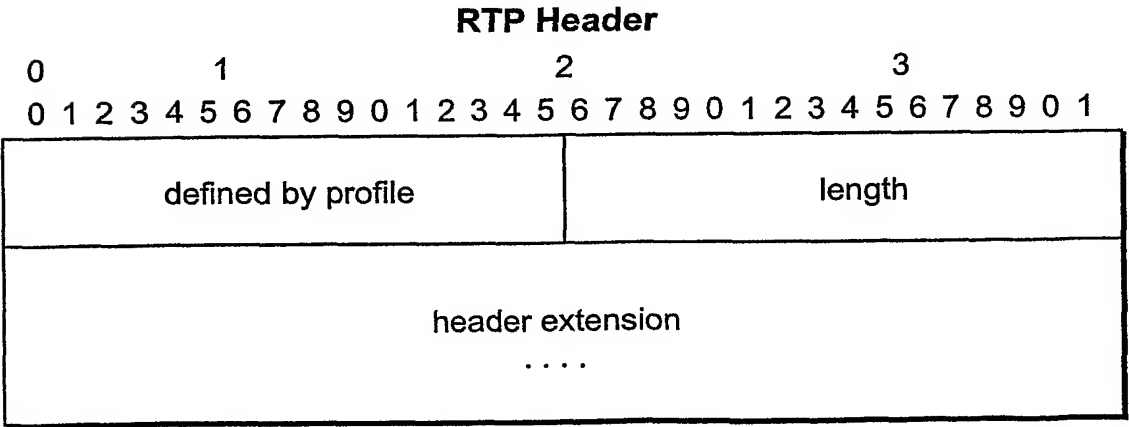 RTP Header
0 1 2 3
0 1 2 3 4 5 6 7 8 9 0 1 2 3 4 5 6 7 8 9 0 1 2 3 4 5 6 7 8 9 0 1
defined by profile length
header extension
. . . .